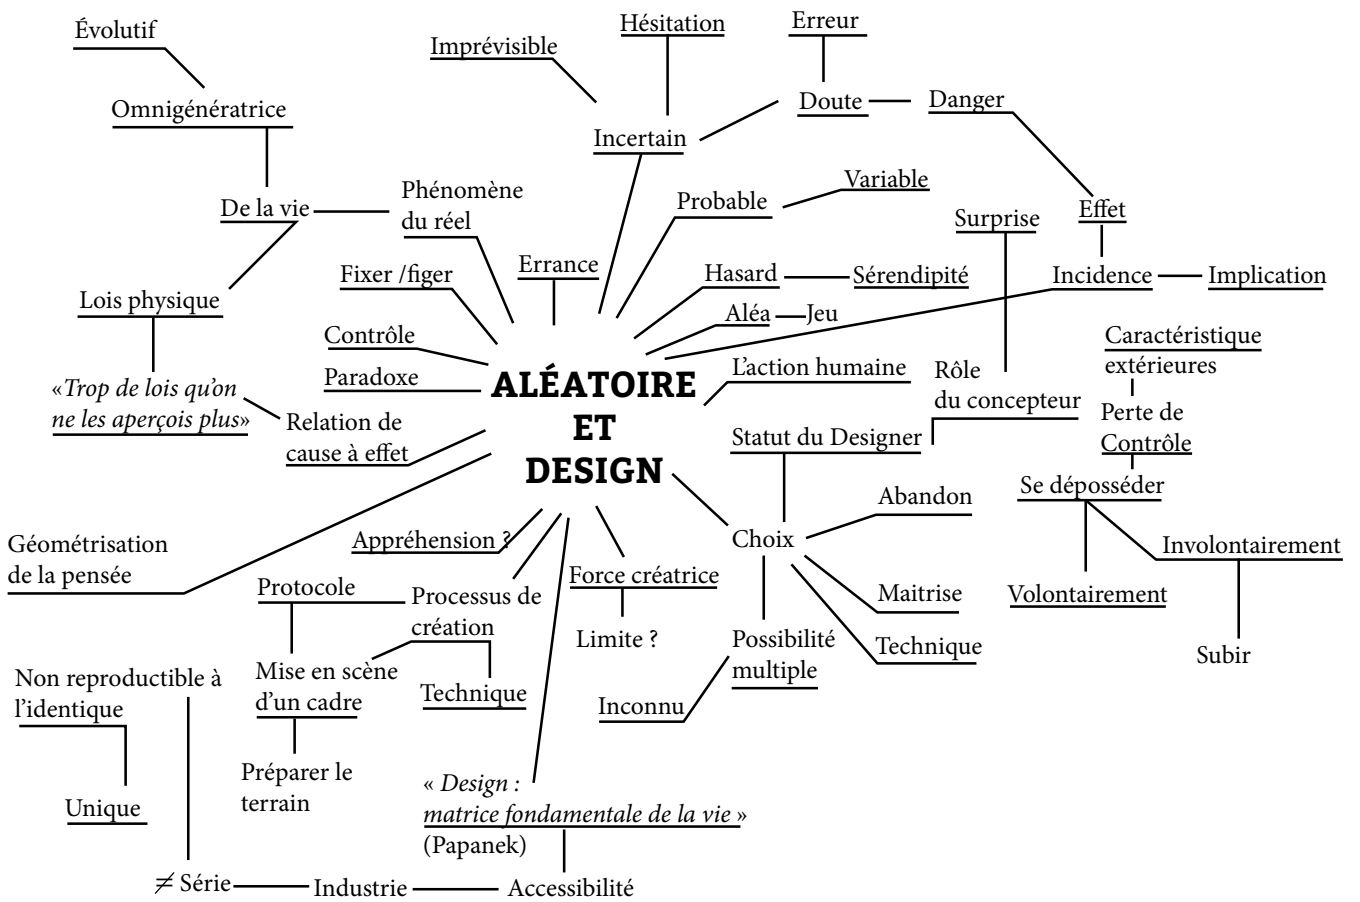 Évolutif
Imprévisible
Hésitation
Erreur
Omnigénératrice
Doute
Danger
Incertain
De la vie
Phénomène
du réel
Probable
Variable
Surprise
Effet
Errance
Fixer /figer
Hasard
Sérendipité
Incidence
Implication
Lois physique
Aléa
Jeu
Contrôle
Caractéristique
extérieures
Paradoxe
ALÉATOIRE
ET
DESIGN
L'action humaine
Rôle
du concepteur
«Trop de lois qu'on
ne les aperçois plus»
Relation de
cause à effet
Statut du Designer
Perte de
Contrôle
Se déposséder
Abandon
Géométrisation
de la pensée
Appréhension ?
Choix
Involontairement
Volontairement
Force créatrice
Protocole
Processus de
création
Maitrise
Limite ?
Possibilité
multiple
Technique
Subir
Non reproductible à
l'identique
Mise en scène
d'un cadre
Technique
Inconnu
Préparer le
terrain
Unique
« Design :
matrice fondamentale de la vie »
(Papanek)
≠ Série
Industrie
Accessibilité